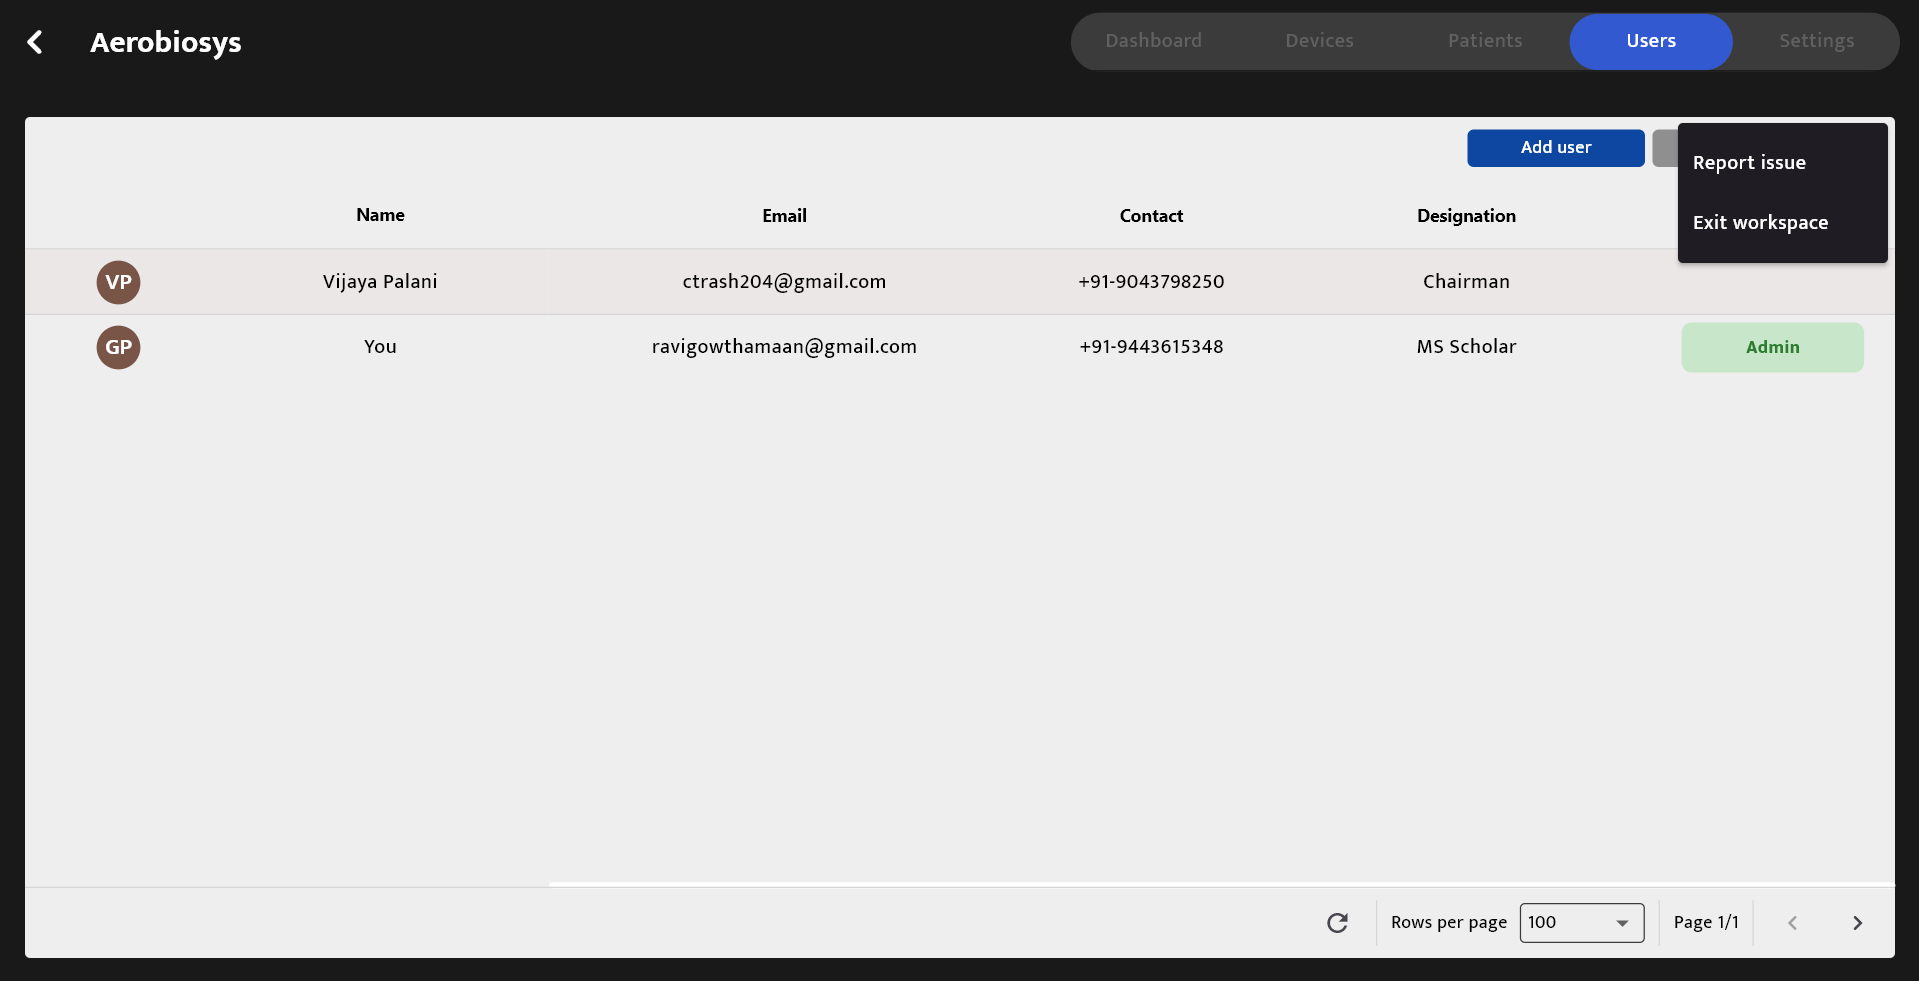 Aerobiosys
Dashboard Devices Patients Users Settings
Add user
Report issue
Exit workspace
Name Email Contact Designation
VP Vijaya Palani ctrash204@gmail.com +91-9043798250 Chairman
GP You ravigowthamaan@gmail.com +91-9443615348 MS Scholar Admin
Rows per page 100 Page 1/1